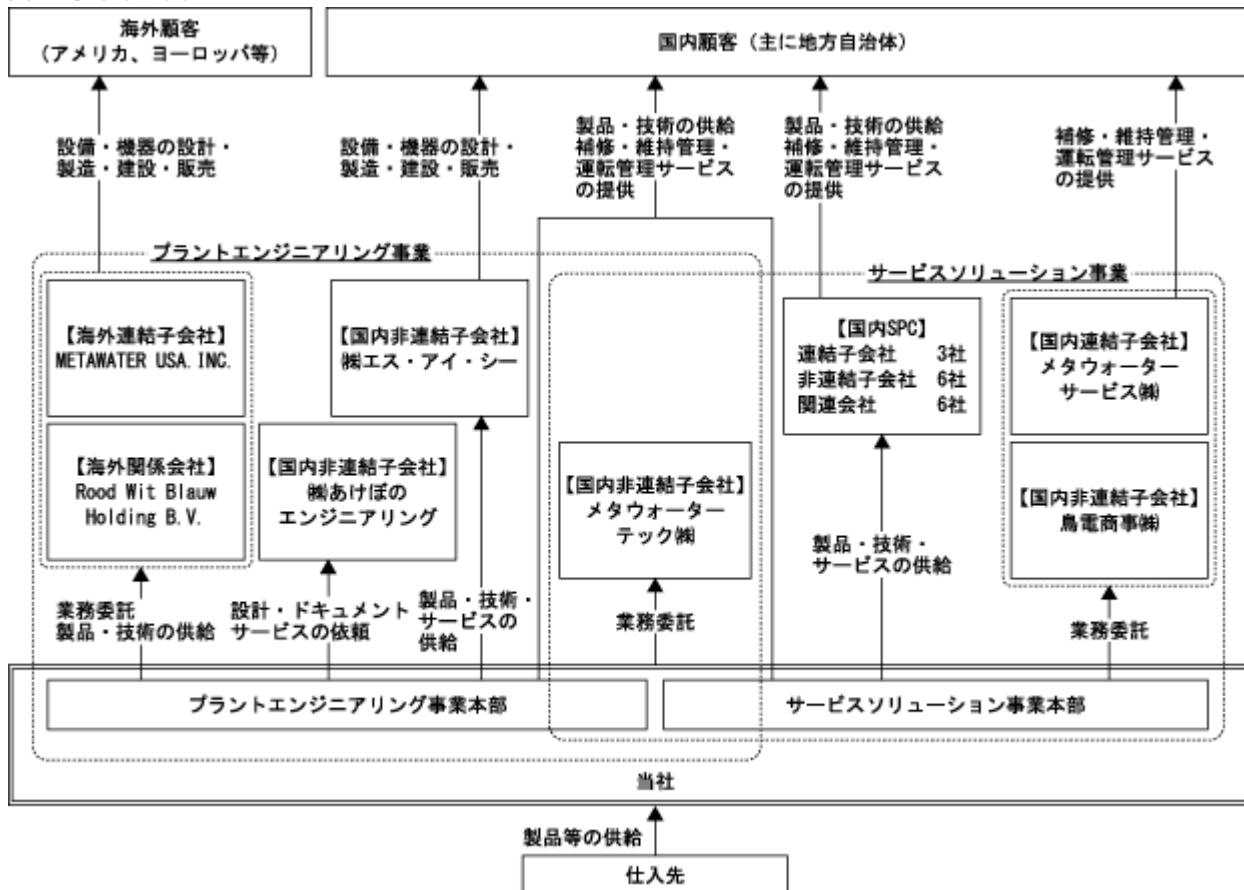 海外顧客
(アメリカ、ヨーロッパ等)
国内顧客(主に地方自治体)
設備・機器の設計・
製造・建設・販売
設備・機器の設計・
製造・建設・販売
製品・技術の供給
補修・維持管理・
運転管理サービス
の提供
製品・技術の供給
補修・維持管理・
運転管理サービス
の提供
補修・維持管理・
運転管理サービス
の提供
プラントエンジニアリング事業
サービスソリューション事業
【海外連結子会社】
METAWATER USA. INC.
【国内非連結子会社】
㈱エス・アイ・シー
【国内SPC】
連結子会社 3社
非連結子会社 6社
関連会社 6社
【国内連結子会社】
メタウォーター
サービス㈱
【海外関係会社】
Rood Wit Blauw
Holding B.V.
【国内非連結子会社】
㈱あけぼの
エンジニアリング
【国内非連結子会社】
メタウォーター
テック㈱
【国内非連結子会社】
鳥電商事㈱
業務委託
製品・技術の供給
設計・ドキュメント
サービスの依頼
製品・技術・
サービスの
供給
業務委託
製品・技術・
サービスの供給
業務委託
プラントエンジニアリング事業本部
サービスソリューション事業本部
当社
製品等の供給
仕入先